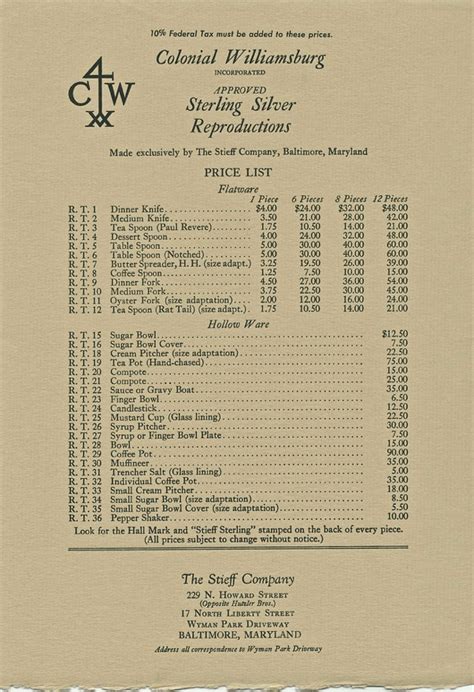 10% Federal Tax must be added to these prices.
C4W
Colonial Williamsburg
INCORPORATED
APPROVED
Sterling Silver
Reproductions
Made exclusively by The Stieff Company, Baltimore, Maryland
PRICE LIST
Flatware
1 Piece 6 Pieces 8 Pieces 12 Pieces
R. T. 1 Dinner Knife $4.00 $24.00 $32.00 $48.00
R. T. 2 Medium Knife 3.50 21.00 28.00 42.00
R. T. 3 Tea Spoon (Paul Revere) 1.75 10.50 14.00 21.00
R. T. 4 Dessert Spoon 4.00 24.00 32.00 48.00
R. T. 5 Table Spoon 5.00 30.00 40.00 60.00
R. T. 6 Table Spoon (Notched) 5.00 30.00 40.00 60.00
R. T. 7 Butter Spreader, H. H. (size adapt.) 3.25 19.50 26.00 39.00
R. T. 8 Coffee Spoon 1.25 7.50 10.00 15.00
R. T. 9 Dinner Fork 4.50 27.00 36.00 54.00
R. T. 10 Medium Fork
R. T. 11 Oyster Fork (size adaptation) 2.00 12.00 16.00 24.00
R. T. 12 Tea Spoon (Rat Tail) (size adapt.) 1.75 10.50 14.00 21.00
Hollow Ware
R. T. 15 Sugar Bowl $12.50
R. T. 16 Sugar Bowl Cover 7.50
R. T. 18 Cream Pitcher (size adaptation) 22.50
R. T. 19 Tea Pot (Hand-chased) 75.00
R. T. 20 Compote 15.00
R. T. 21 Compote 25.00
R. T. 22 Sauce or Gravy Boat 35.00
R. T. 23 Finger Bowl 6.50
R. T. 24 Candlestick 12.50
R. T. 25 Mustard Cup (Glass lining) 22.50
R. T. 26 Syrup Pitcher 30.00
R. T. 27 Syrup or Finger Bowl Plate 7.50
R. T. 28 Bowl 15.00
R. T. 29 Coffee Pot 90.00
R. T. 30 Muffineer 35.00
R. T. 31 Trencher Salt (Glass lining)
R. T. 32 Individual Coffee Pot 35.00
R. T. 33 Small Cream Pitcher 18.00
R. T. 34 Small Sugar Bowl (size adaptation) 8.50
R. T. 35 Small Sugar Bowl Cover (size adaptation) 5.50
R. T. 36 Pepper Shaker 10.00
Look for the Hall Mark and "Stieff Sterling" stamped on the back of every piece.
(All prices subject to change without notice.)
The Stieff Company
229 N. Howard Street
(Opposite Hutzler Bros.)
17 North Liberty Street
Wyman Park Driveway
BALTIMORE, MARYLAND
Address all correspondence to Wyman Park Driveway